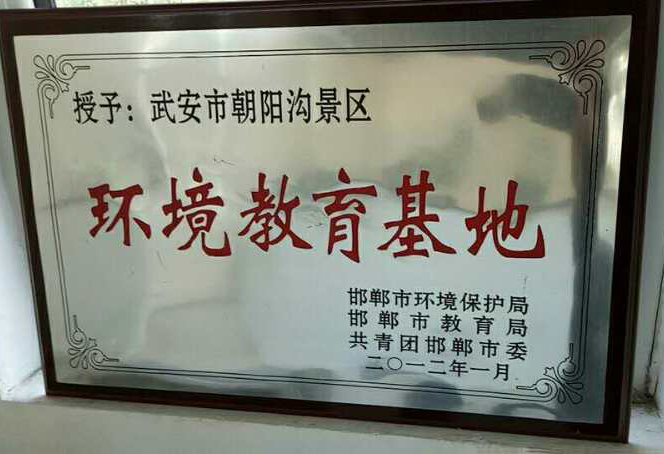 授予：武安市朝阳沟景区
环境教育基地
邯郸市环境保护局
邯郸市教育局
共青团邯郸市委
二〇一二年一月